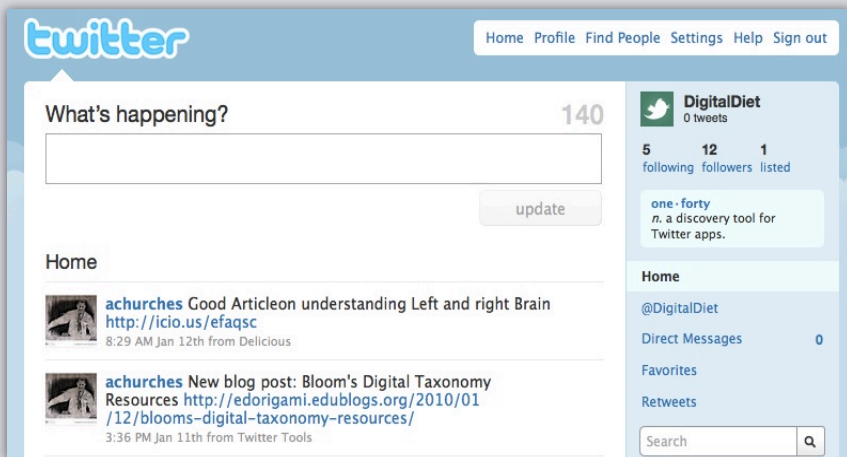 twitter
Home Profile Find People Settings Help Sign out
What's happening?
140
update
Home
achurches Good Articleon understanding Left and right Brain
http://icio.us/efaqsc
8:29 AM Jan 12th from Delicious
achurches New blog post: Bloom's Digital Taxonomy
Resources http://edorigami.edublogs.org/2010/01
/12/blooms-digital-taxonomy-resources/
3:36 PM Jan 11th from Twitter Tools
DigitalDiet
0 tweets
5 12 1
following followers listed
one·forty
n. a discovery tool for
Twitter apps.
Home
@DigitalDiet
Direct Messages 0
Favorites
Retweets
Search